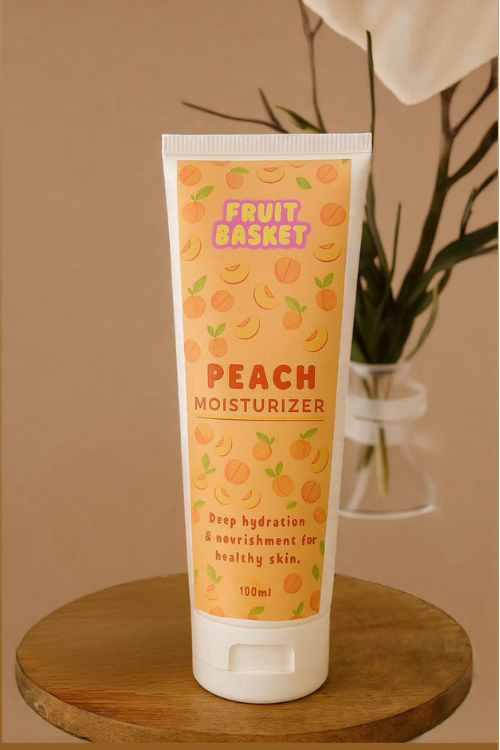 FRUIT
BASKET
PEACH
MOISTURIZER
Deep hydration
& nourishment for
healthy skin.
100ml